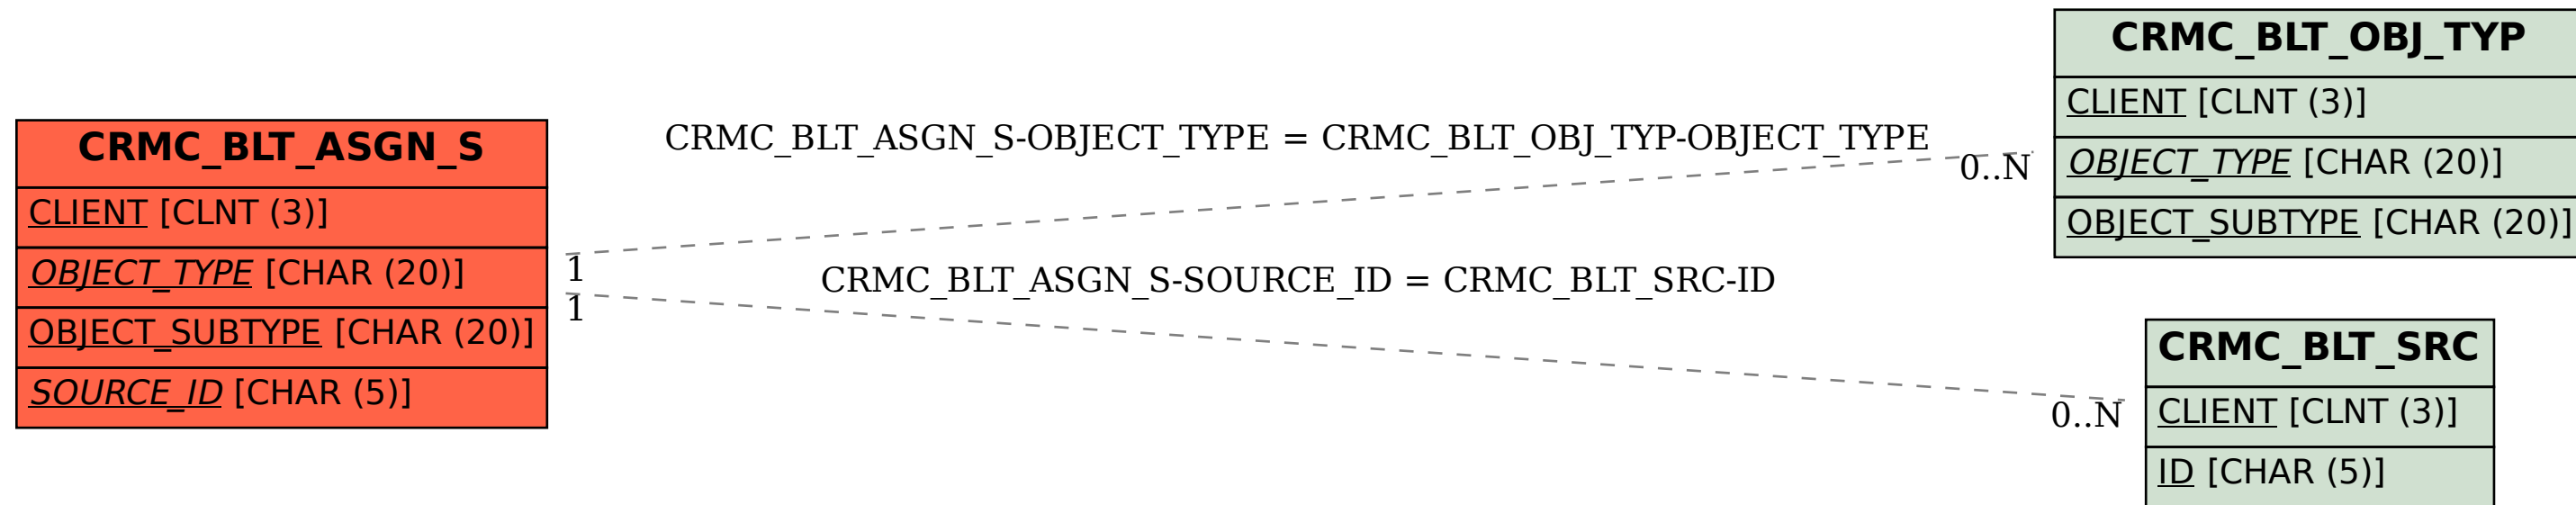 CRMC_BLT_ASGN_S
CLIENT [CLNT (3)]
OBJECT_TYPE [CHAR (20)]
OBJECT_SUBTYPE [CHAR (20)]
SOURCE_ID [CHAR (5)]
CRMC_BLT_ASGN_S-OBJECT_TYPE = CRMC_BLT_OBJ_TYP-OBJECT_TYPE
1
0..N
CRMC_BLT_ASGN_S-SOURCE_ID = CRMC_BLT_SRC-ID
1
0..N
CRMC_BLT_OBJ_TYP
CLIENT [CLNT (3)]
OBJECT_TYPE [CHAR (20)]
OBJECT_SUBTYPE [CHAR (20)]
CRMC_BLT_SRC
CLIENT [CLNT (3)]
ID [CHAR (5)]